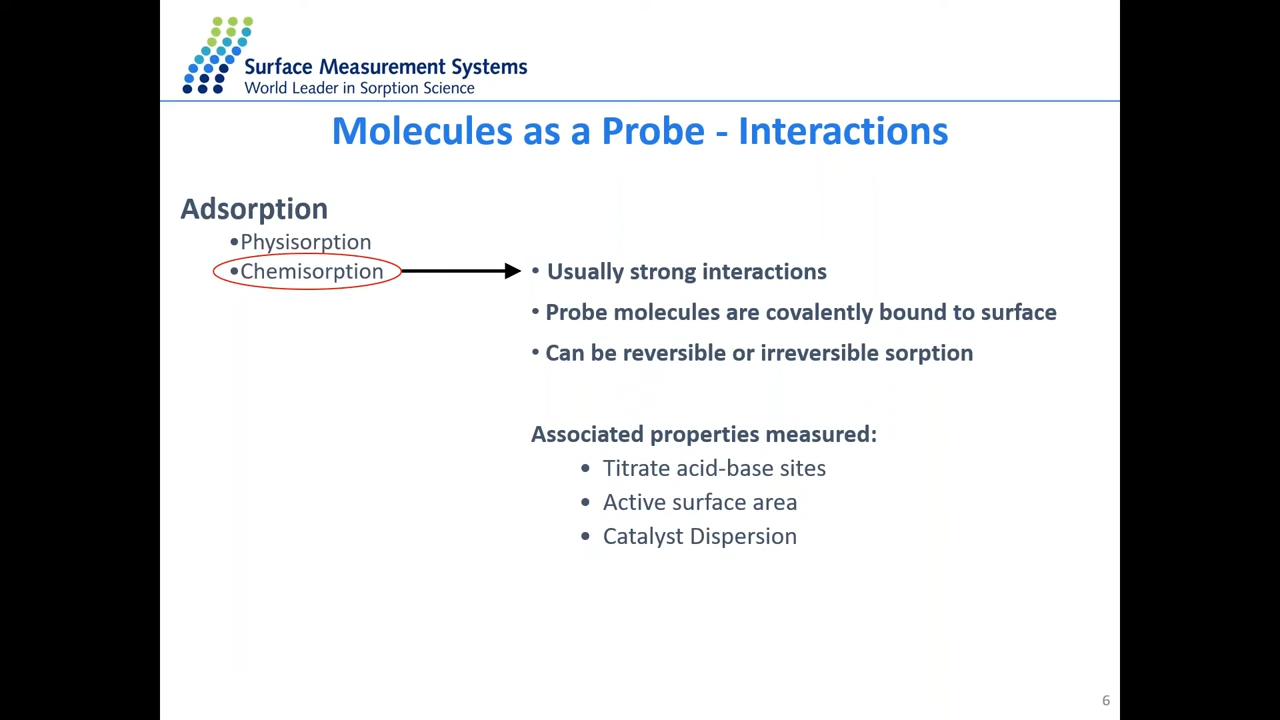 Surface Measurement Systems
World Leader in Sorption Science
Molecules as a Probe - Interactions
Adsorption
•Physisorption
•Chemisorption
• Usually strong interactions
• Probe molecules are covalently bound to surface
• Can be reversible or irreversible sorption
Associated properties measured:
• Titrate acid-base sites
• Active surface area
• Catalyst Dispersion
6